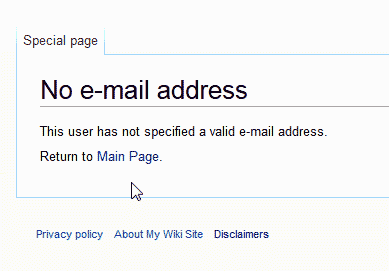 Special page
No e-mail address
This user has not specified a valid e-mail address.
Return to Main Page.
Privacy policy About My Wiki Site Disclaimers